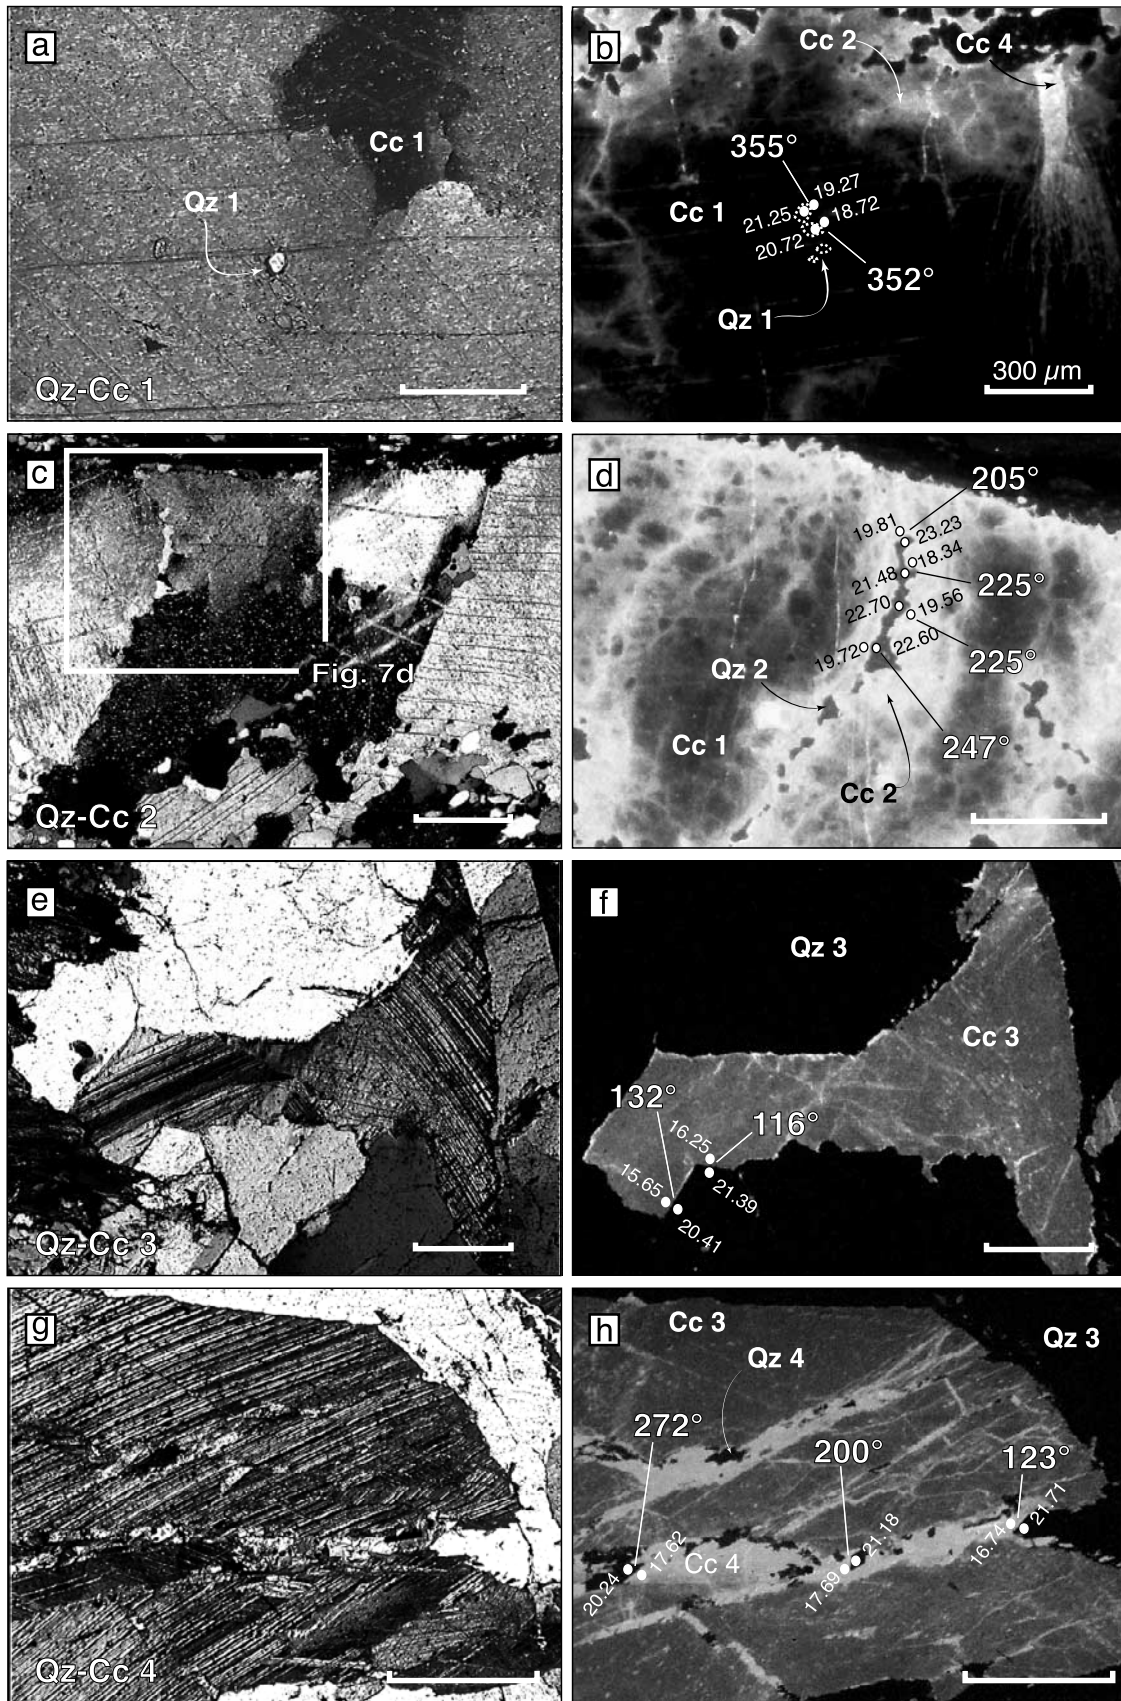 a
Cc 1
Qz 1
Qz-Cc 1
b
Cc 2
Cc 4
355°
19.27
21.25
18.72
Cc 1
20.72
352°
Qz 1
300 µm
c
Fig. 7d
Qz-Cc 2
d
205°
19.81
23.23
18.34
21.48
225°
22.70
19.56
22.60
19.72
225°
Qz 2
Cc 1
247°
Cc 2
e
Qz-Cc 3
f
Qz 3
Cc 3
132°
116°
16.25
15.65
21.39
20.41
g
Qz-Cc 4
h
Cc 3
Qz 3
Qz 4
272°
200°
123°
21.71
16.74
21.18
17.62
Cc 4
20.24
17.69